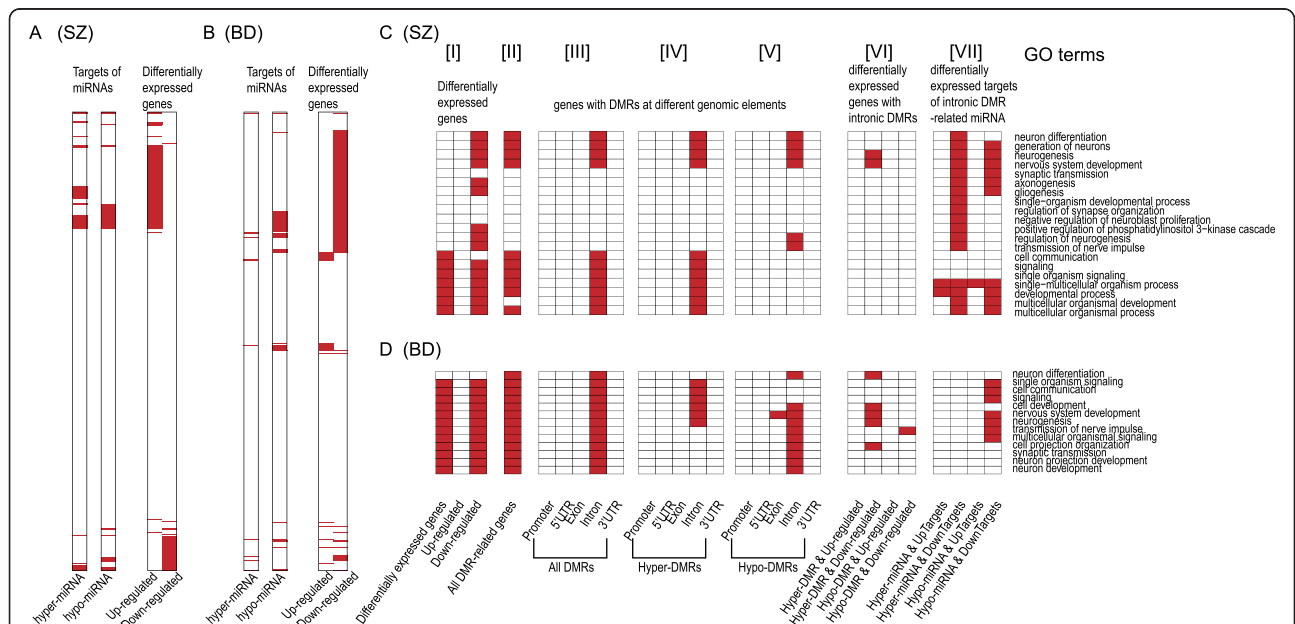 A (SZ)
Targets of
miRNAs
Differentially
expressed
genes
hyper-miRNA
hypo-miRNA
Up-regulated
Down-regulated
B (BD)
Targets of
miRNAs
Differentially
expressed
genes
hyper-miRNA
hypo-miRNA
Up-regulated
Down-regulated
C (SZ)
[I]
[II]
[III]
[IV]
[V]
[VI]
[VII]
GO terms
Differentially
expressed
genes
genes with DMRs at different genomic elements
differentially
expressed
genes with
intronic DMRs
differentially
expressed targets
of intronic DMR
-related miRNA
neuron differentiation
generation of neurons
neurogenesis
nervous system development
synaptic transmission
axonogenesis
gliogenesis
single-organism developmental process
regulation of synapse organization
negative regulation of neuroblast proliferation
positive regulation of phosphatidylinositol 3-kinase cascade
regulation of neurogenesis
transmission of nerve impulse
cell communication
signaling
single organism signaling
single-multicellular organism process
developmental process
multicellular organismal development
multicellular organismal process
D (BD)
neuron differentiation
single organism signaling
cell communication
signaling
cell development
nervous system development
neurogenesis
transmission of nerve impulse
multicellular organismal signaling
cell projection organization
synaptic transmission
neuron projection development
neuron development
Differentially expressed genes
Up-regulated
Down-regulated
All DMR-related genes
Promoter
5'UTR
Exon
Intron
3'UTR
All DMRs
Promoter
5'UTR
Exon
Intron
3'UTR
Hyper-DMRs
Promoter
5'UTR
Exon
Intron
3'UTR
Hypo-DMRs
Hyper-DMR & Up-regulated
Hyper-DMR & Down-regulated
Hypo-DMR & Up-regulated
Hypo-DMR & Down-regulated
Hyper-miRNA & UpTargets
Hyper-miRNA & DownTargets
Hypo-miRNA & UpTargets
Hypo-miRNA & DownTargets